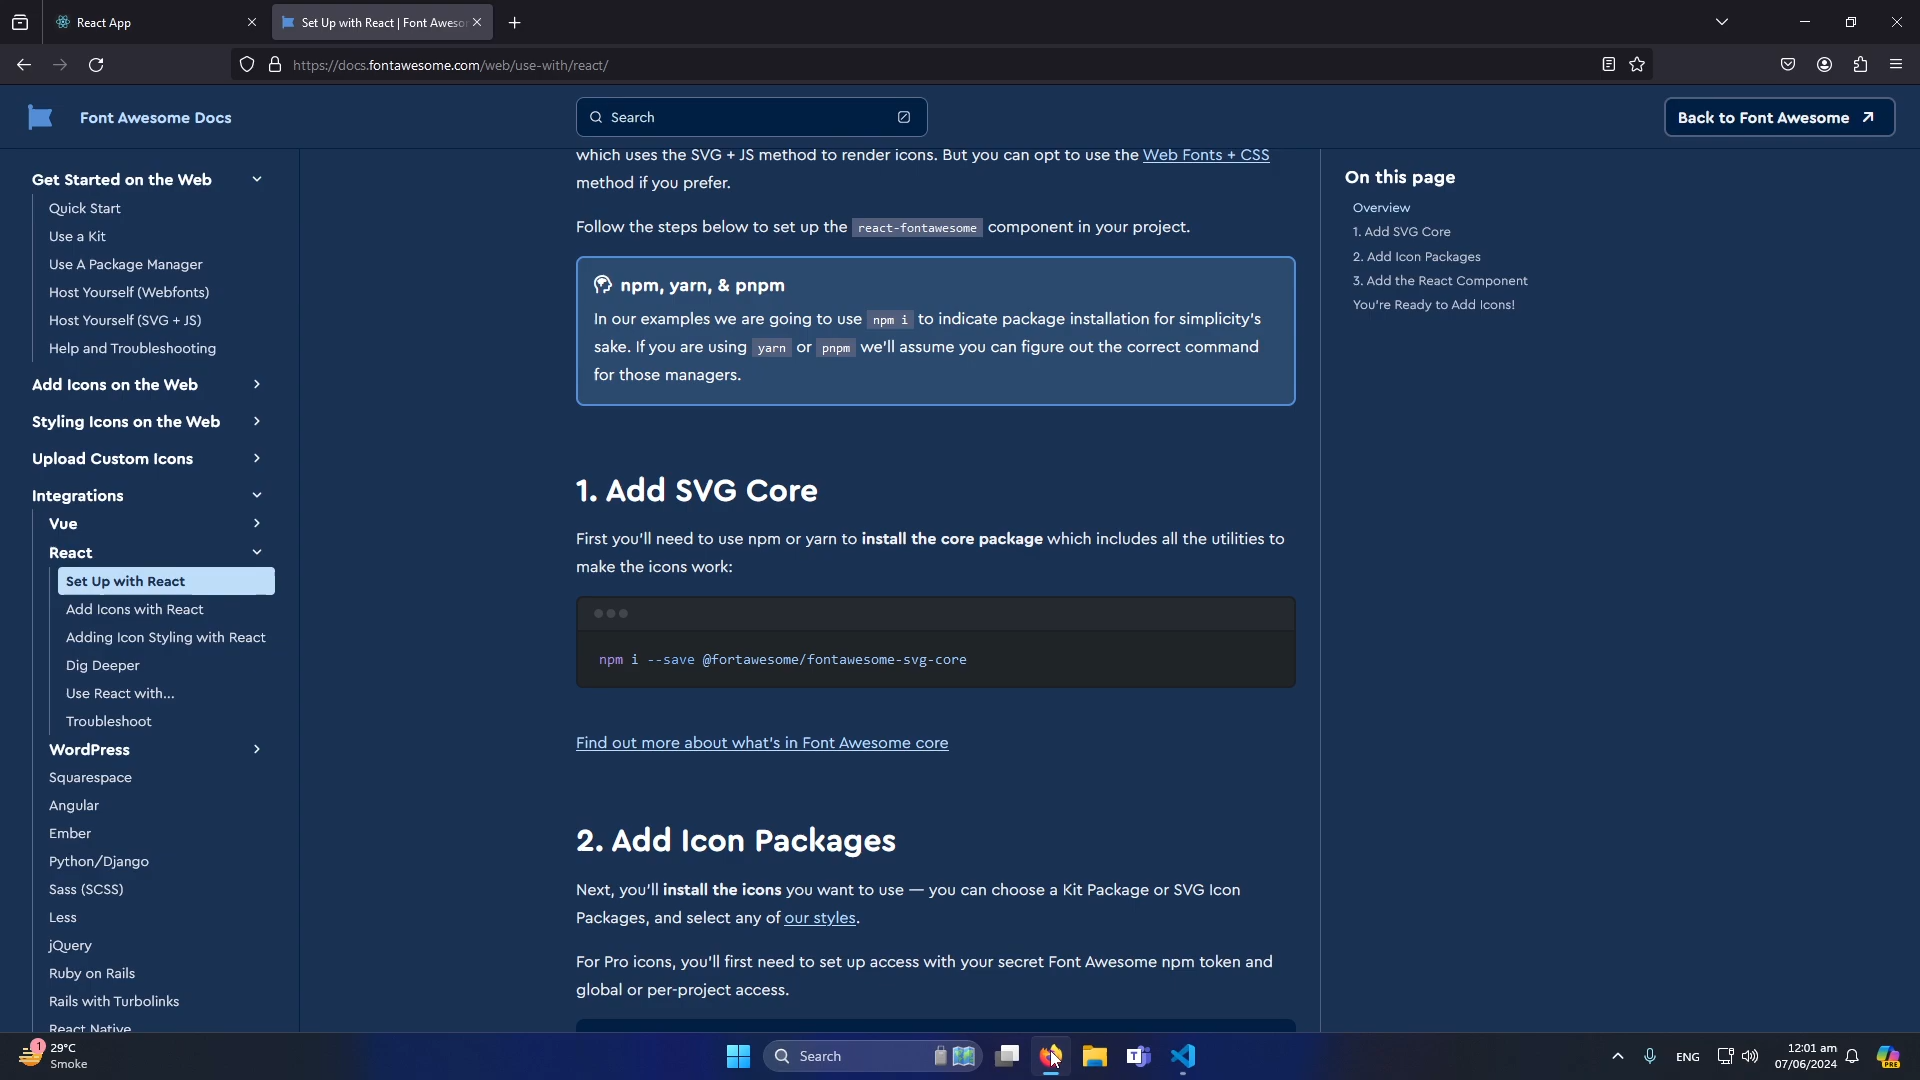 React App
Set Up with React | Font Aweso
https://docs.fontawesome.com/web/use-with/react/
Font Awesome Docs
Search
Back to Font Awesome
Get Started on the Web
Quick Start
Use a Kit
Use A Package Manager
Host Yourself (Webfonts)
Host Yourself (SVG + JS)
Help and Troubleshooting
Add Icons on the Web
Styling Icons on the Web
Upload Custom Icons
Integrations
Vue
React
Set Up with React
Add Icons with React
Adding Icon Styling with React
Dig Deeper
Use React with...
Troubleshoot
WordPress
Squarespace
Angular
Ember
Python/Django
Sass (SCSS)
Less
jQuery
Ruby on Rails
Rails with Turbolinks
React Native
which uses the SVG + JS method to render icons. But you can opt to use the Web Fonts + CSS
method if you prefer.
Follow the steps below to set up the react-fontawesome component in your project.
npm, yarn, & pnpm
In our examples we are going to use npm i to indicate package installation for simplicity's
sake. If you are using yarn or pnpm we'll assume you can figure out the correct command
for those managers.
1. Add SVG Core
First you'll need to use npm or yarn to install the core package which includes all the utilities to
make the icons work:
npm i --save @fortawesome/fontawesome-svg-core
Find out more about what's in Font Awesome core
2. Add Icon Packages
Next, you'll install the icons you want to use — you can choose a Kit Package or SVG Icon
Packages, and select any of our styles.
For Pro icons, you'll first need to set up access with your secret Font Awesome npm token and
global or per-project access.
On this page
Overview
1. Add SVG Core
2. Add Icon Packages
3. Add the React Component
You're Ready to Add Icons!
1
29°C
Smoke
Search
ENG
12:01 am
07/06/2024
PRE